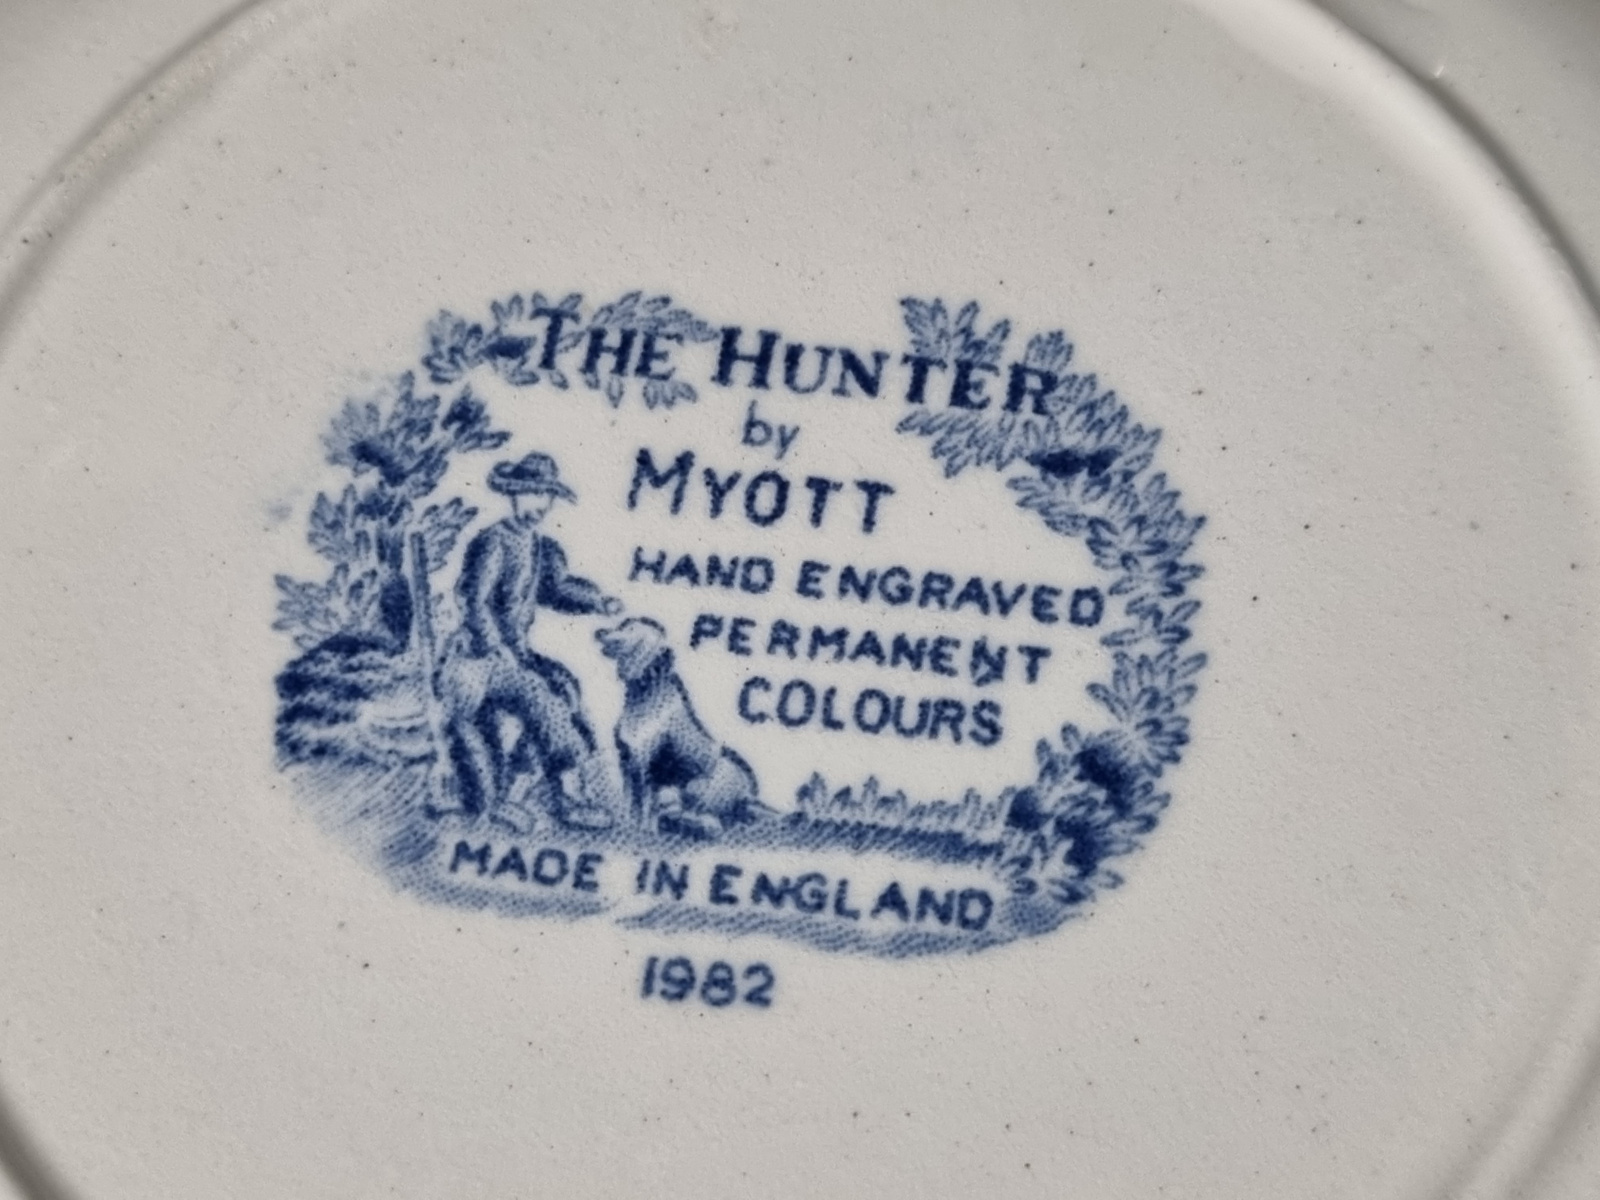 THE HUNTER
by
MYOTT
HAND ENGRAVED
PERMANENT
COLOURS
MADE IN ENGLAND
1982